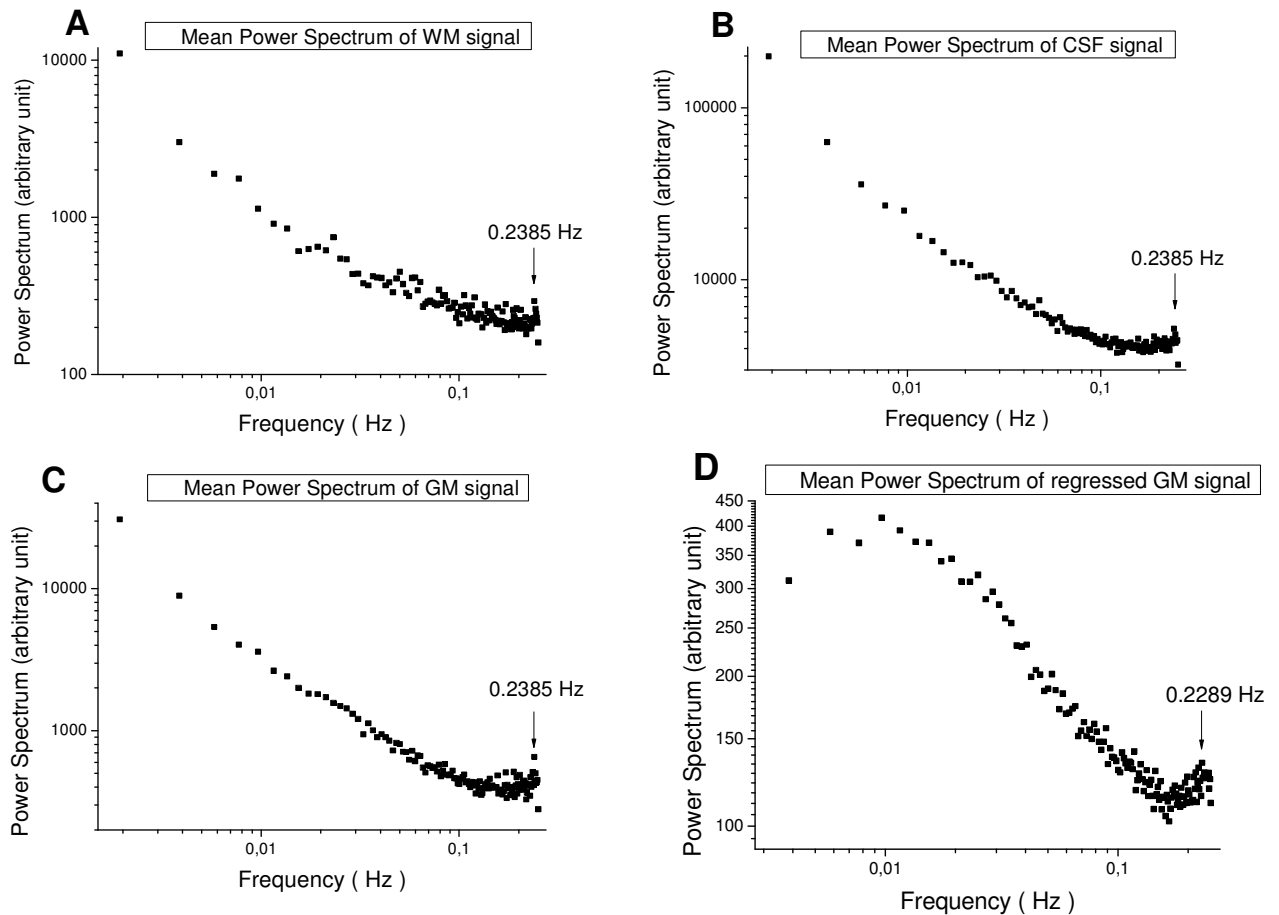 A
Mean Power Spectrum of WM signal
Power Spectrum (arbitrary unit)
10000
1000
100
0.2385 Hz
0,01
0,1
Frequency ( Hz )
B
Mean Power Spectrum of CSF signal
Power Spectrum (arbitrary unit)
100000
10000
0.2385 Hz
0,01
0,1
Frequency ( Hz )
C
Mean Power Spectrum of GM signal
Power Spectrum (arbitrary unit)
10000
1000
0.2385 Hz
0,01
0,1
Frequency ( Hz )
D
Mean Power Spectrum of regressed GM signal
Power Spectrum (arbitrary unit)
450
400
350
300
200
150
100
0.2289 Hz
0,01
0,1
Frequency ( Hz )